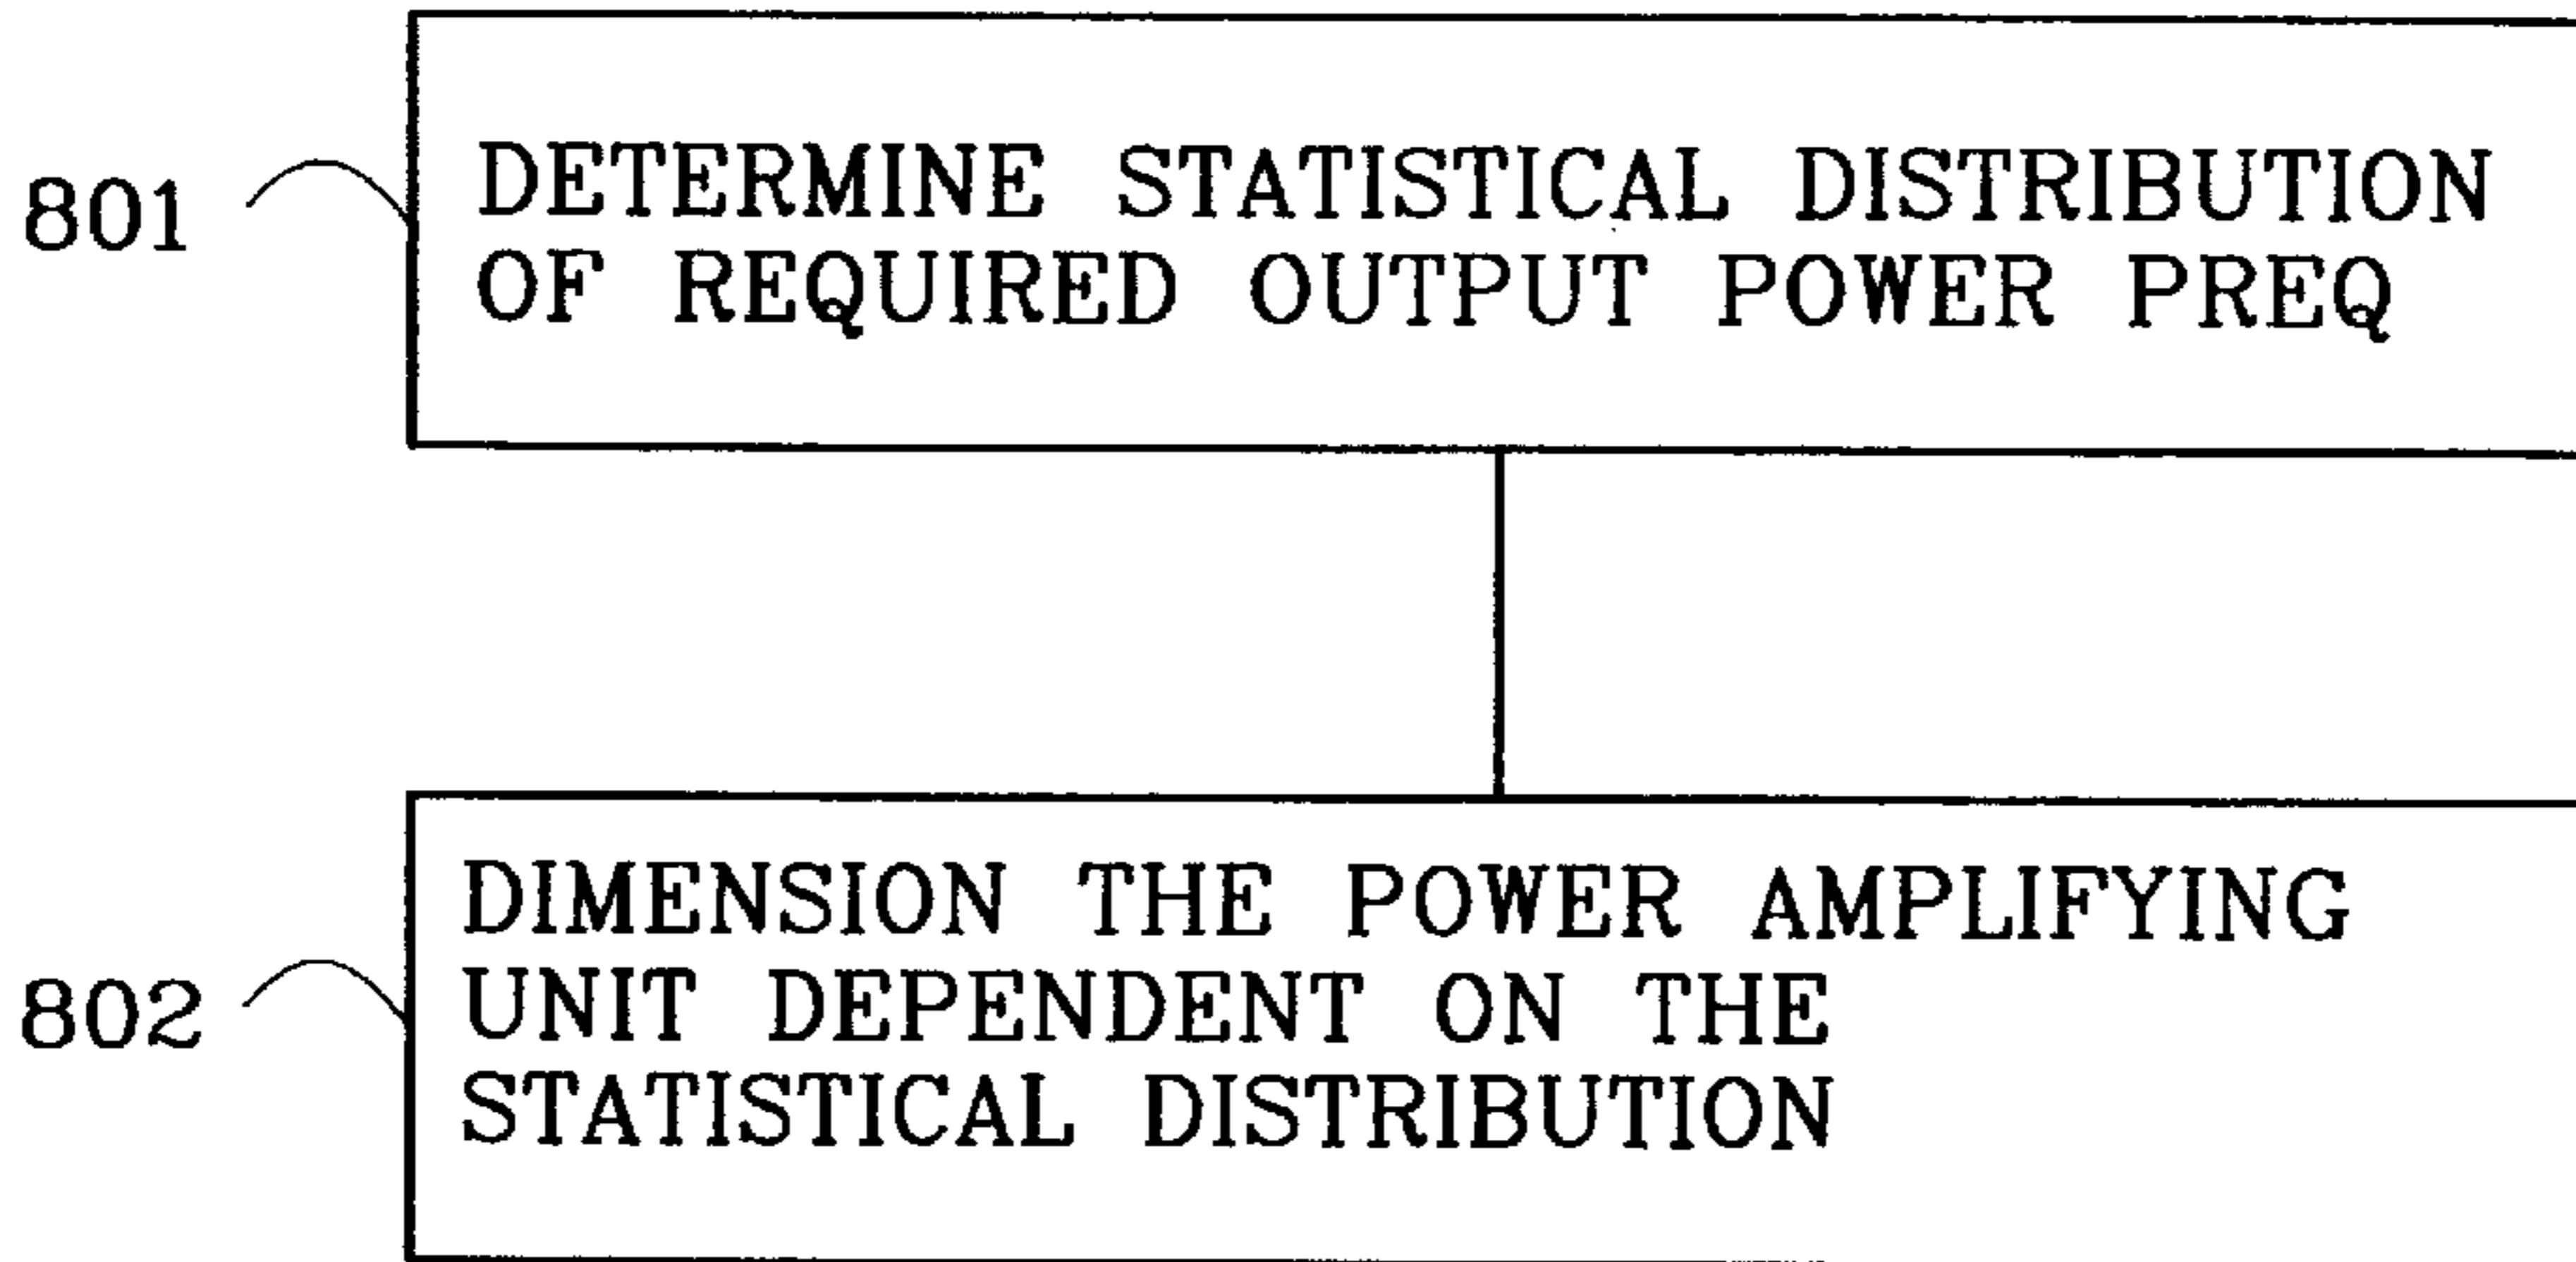 801
DETERMINE STATISTICAL DISTRIBUTION
OF REQUIRED OUTPUT POWER PREQ
802
DIMENSION THE POWER AMPLIFYING
UNIT DEPENDENT ON THE
STATISTICAL DISTRIBUTION